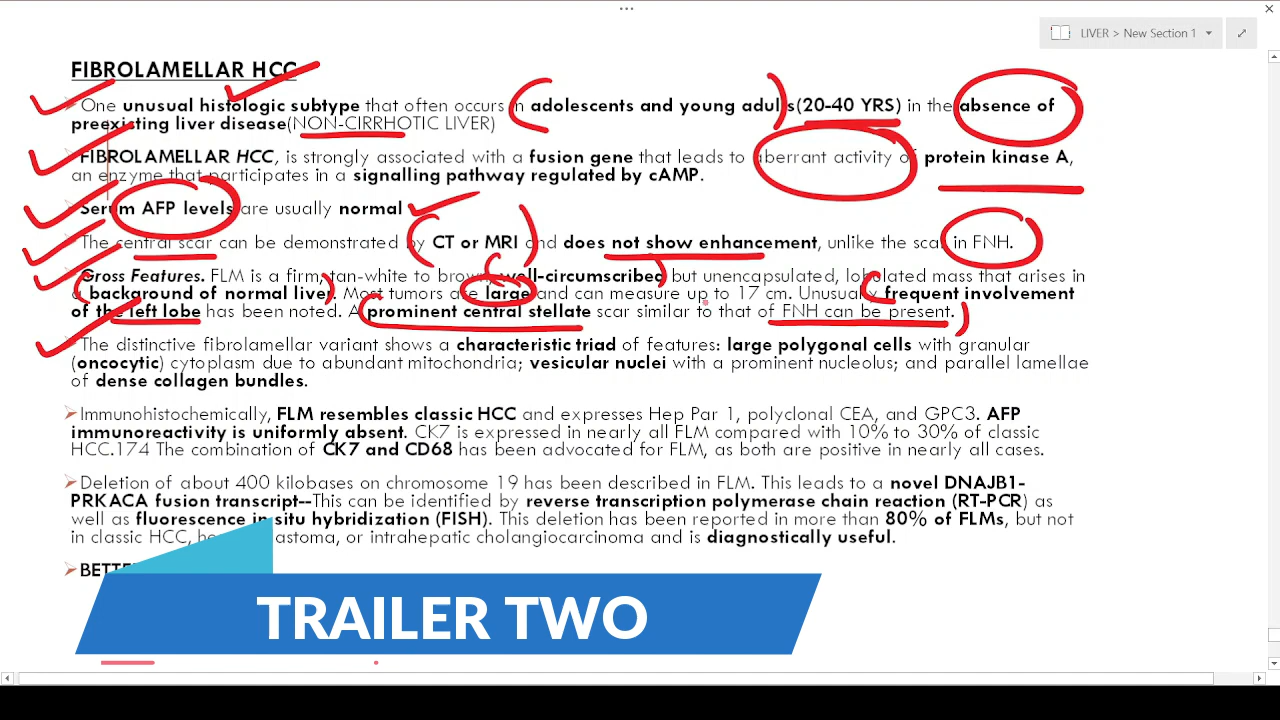 LIVER > New Section 1
FIBROLAMELLAR HCC
One unusual histologic subtype that often occurs in adolescents and young adults(20-40 YRS) in the absence of
preexisting liver disease(NON-CIRRHOTIC LIVER)
FIBROLAMELLAR HCC, is strongly associated with a fusion gene that leads to aberrant activity of protein kinase A,
an enzyme that participates in a signalling pathway regulated by cAMP.
Serum AFP levels are usually normal
The central scar can be demonstrated by CT or MRI and does not show enhancement, unlike the scar in FNH.
Gross Features. FLM is a firm, tan-white to brown, well-circumscribed but unencapsulated, lobulated mass that arises in
a background of normal liver. Most tumors are large and can measure up to 17 cm. Unusually frequent involvement
of the left lobe has been noted. A prominent central stellate scar similar to that of FNH can be present.
The distinctive fibrolamellar variant shows a characteristic triad of features: large polygonal cells with granular
(oncocytic) cytoplasm due to abundant mitochondria; vesicular nuclei with a prominent nucleolus; and parallel lamellae
of dense collagen bundles.
Immunohistochemically, FLM resembles classic HCC and expresses Hep Par 1, polyclonal CEA, and GPC3. AFP
immunoreactivity is uniformly absent. CK7 is expressed in nearly all FLM compared with 10% to 30% of classic
HCC.174 The combination of CK7 and CD68 has been advocated for FLM, as both are positive in nearly all cases.
Deletion of about 400 kilobases on chromosome 19 has been described in FLM. This leads to a novel DNAJB1-
PRKACA fusion transcript--This can be identified by reverse transcription polymerase chain reaction (RT-PCR) as
well as fluorescence in situ hybridization (FISH). This deletion has been reported in more than 80% of FLMs, but not
in classic HCC, or intrahepatic cholangiocarcinoma and is diagnostically useful.
TRAILER TWO